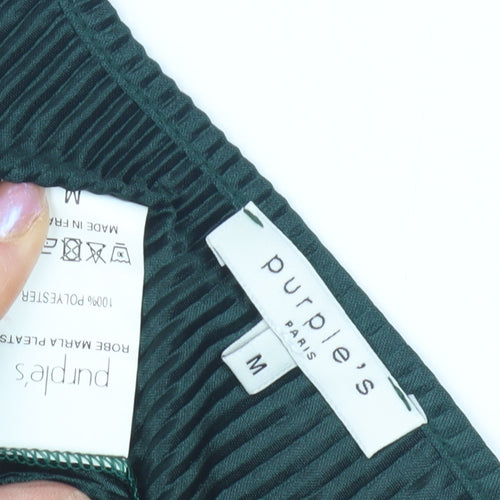 purple's
PARIS
M
purple's
ROBE MARLA PLEATS
100% POLYESTER
MADE IN FRA
M